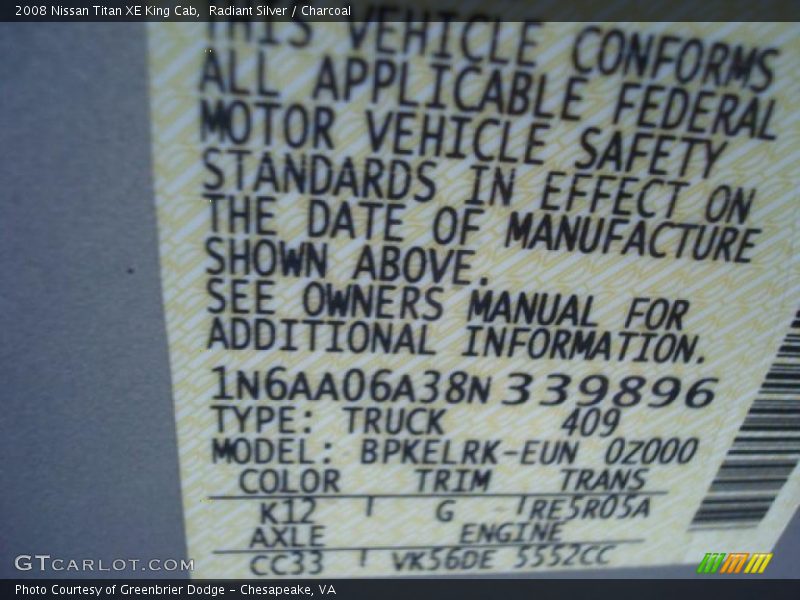 2008 Nissan Titan XE King Cab,  Radiant Silver / Charcoal
THIS VEHICLE CONFORMS
ALL APPLICABLE FEDERAL
MOTOR VEHICLE SAFETY
STANDARDS IN EFFECT ON
THE DATE OF MANUFACTURE
SHOWN ABOVE.
SEE OWNERS MANUAL FOR
ADDITIONAL INFORMATION.
1N6AA06A38N339896
TYPE: TRUCK 409
MODEL: BPKELRK-EUN 0Z000
COLOR TRIM TRANS
K12 G RE5R05A
AXLE ENGINE
CC33 VK56DE 5552CC
GTCARLOT.COM
Photo Courtesy of Greenbrier Dodge - Chesapeake, VA